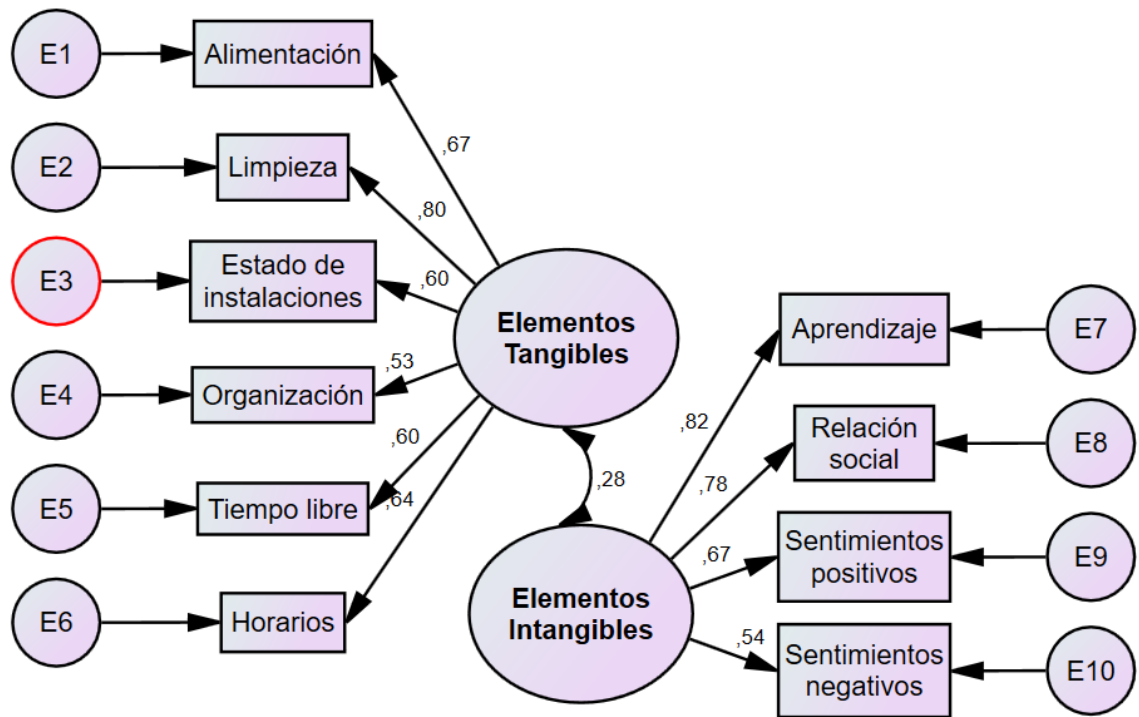 E1
Alimentación
E2
Limpieza
E3
Estado de
instalaciones
E4
Organización
E5
Tiempo libre
E6
Horarios
,67
,80
,60
,53
,60
,64
Elementos
Tangibles
,28
Elementos
Intangibles
,82
,78
,67
,54
Aprendizaje
E7
Relación
social
E8
Sentimientos
positivos
E9
Sentimientos
negativos
E10